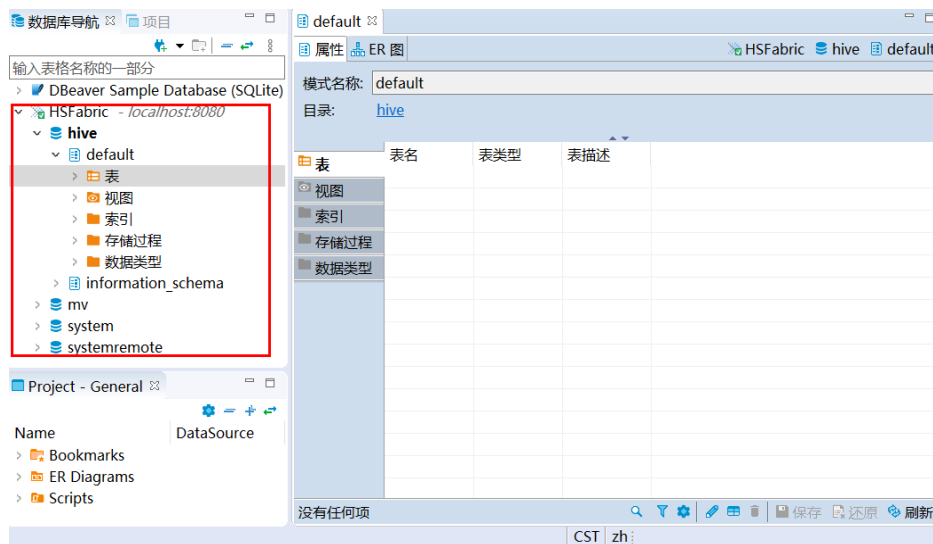 数据库导航 项目
输入表格名称的一部分
DBeaver Sample Database (SQLite)
HSFabric - localhost:8080
hive
default
表
视图
索引
存储过程
数据类型
information_schema
mv
system
systemremote
Project - General
Name DataSource
Bookmarks
ER Diagrams
Scripts
default
属性 ER 图 HSFabric hive default
模式名称: default
目录: hive
表 表名 表类型 表描述
视图
索引
存储过程
数据类型
没有任何项 保存 还原 刷新
CST zh